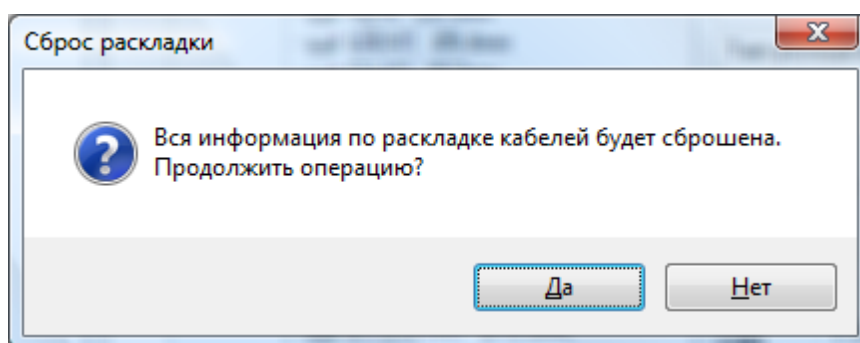 Сброс раскладки
Вся информация по раскладке кабелей будет сброшена.
Продолжить операцию?
Да
Нет